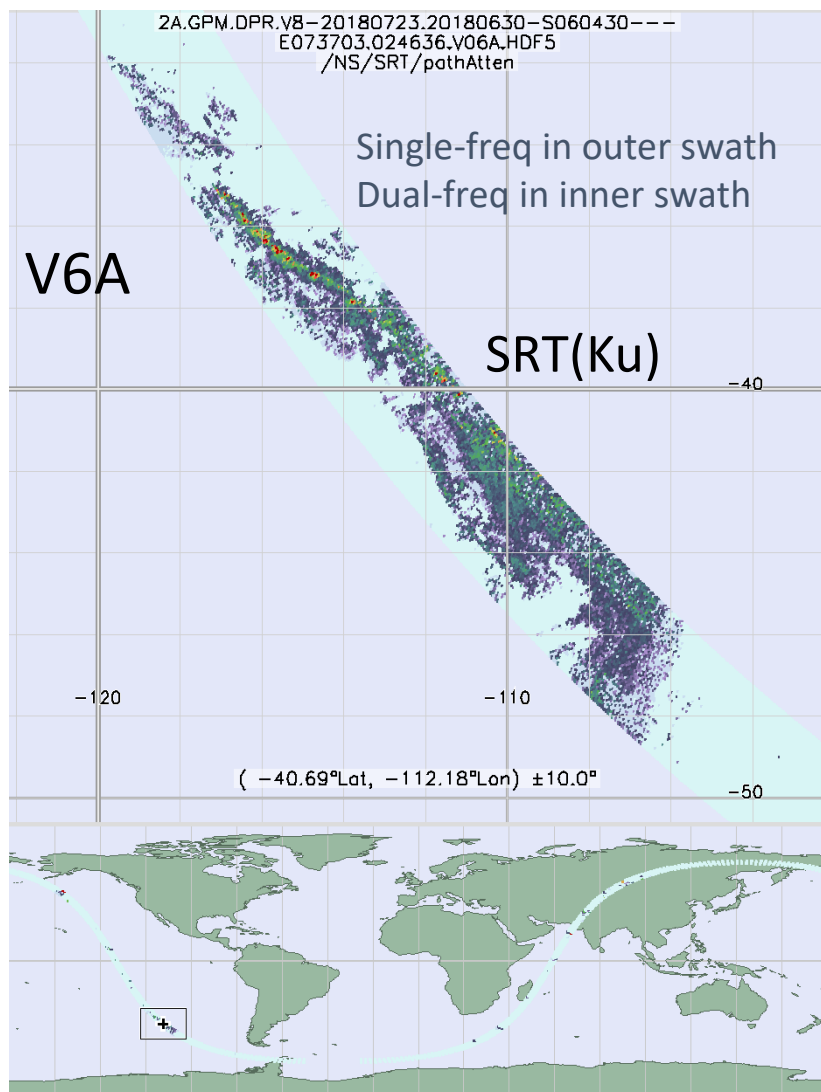 2A.GPM.DPR.V8-20180723.20180630-S060430---
E073703.024636.V06A.HDF5
/NS/SRT/pathAtten
Single-freq in outer swath
Dual-freq in inner swath
V6A
SRT(Ku)
-40
-120
-110
( -40.69°Lat, -112.18°Lon) ±10.0°
-50